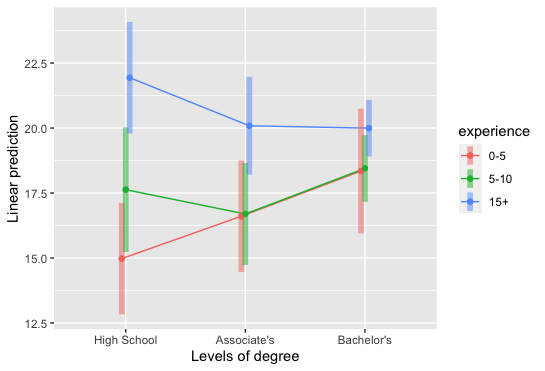 Linear prediction
22.5
20.0
17.5
15.0
12.5
High School
Associate's
Bachelor's
Levels of degree
experience
0-5
5-10
15+